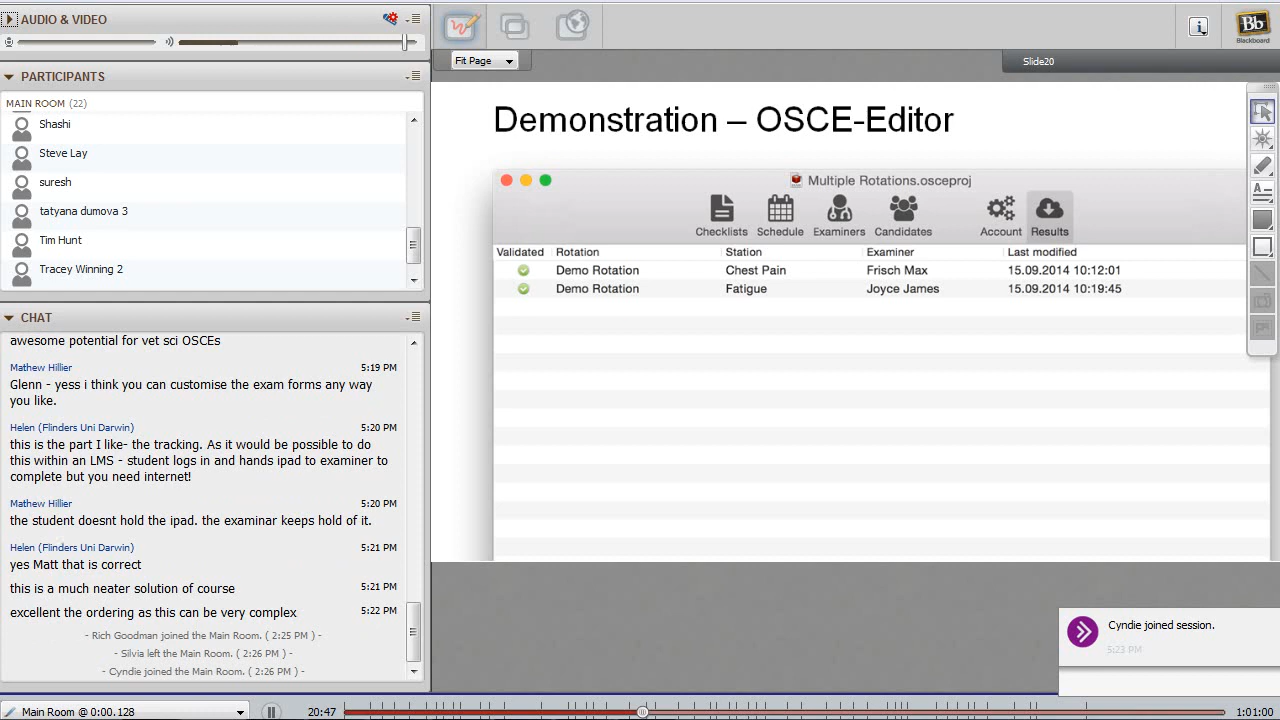 AUDIO & VIDEO
PARTICIPANTS
MAIN ROOM (22)
Shashi
Steve Lay
suresh
tatyana dumova 3
Tim Hunt
Tracey Winning 2
CHAT
awesome potential for vet sci OSCEs
Mathew Hillier 5:19 PM
Glenn - yess i think you can customise the exam forms any way
you like.
Helen (Flinders Uni Darwin) 5:20 PM
this is the part I like- the tracking. As it would be possible to do
this within an LMS - student logs in and hands ipad to examiner to
complete but you need internet!
Mathew Hillier 5:20 PM
the student doesnt hold the ipad. the examinar keeps hold of it.
Helen (Flinders Uni Darwin) 5:21 PM
yes Matt that is correct
this is a much neater solution of course 5:21 PM
excellent the ordering as this can be very complex 5:22 PM
- Rich Goodman joined the Main Room. ( 2:25 PM ) -
- Silvia left the Main Room. ( 2:26 PM ) -
- Cyndie joined the Main Room. ( 2:26 PM ) -
Main Room @ 0:00.128
20:47
1:01:00
Fit Page
Slide20
Bb
Blackboard
Demonstration – OSCE-Editor
Multiple Rotations.osceproj
Checklists Schedule Examiners Candidates Account Results
Validated Rotation Station Examiner Last modified
Demo Rotation Chest Pain Frisch Max 15.09.2014 10:12:01
Demo Rotation Fatigue Joyce James 15.09.2014 10:19:45
Cyndie joined session.
5:23 PM